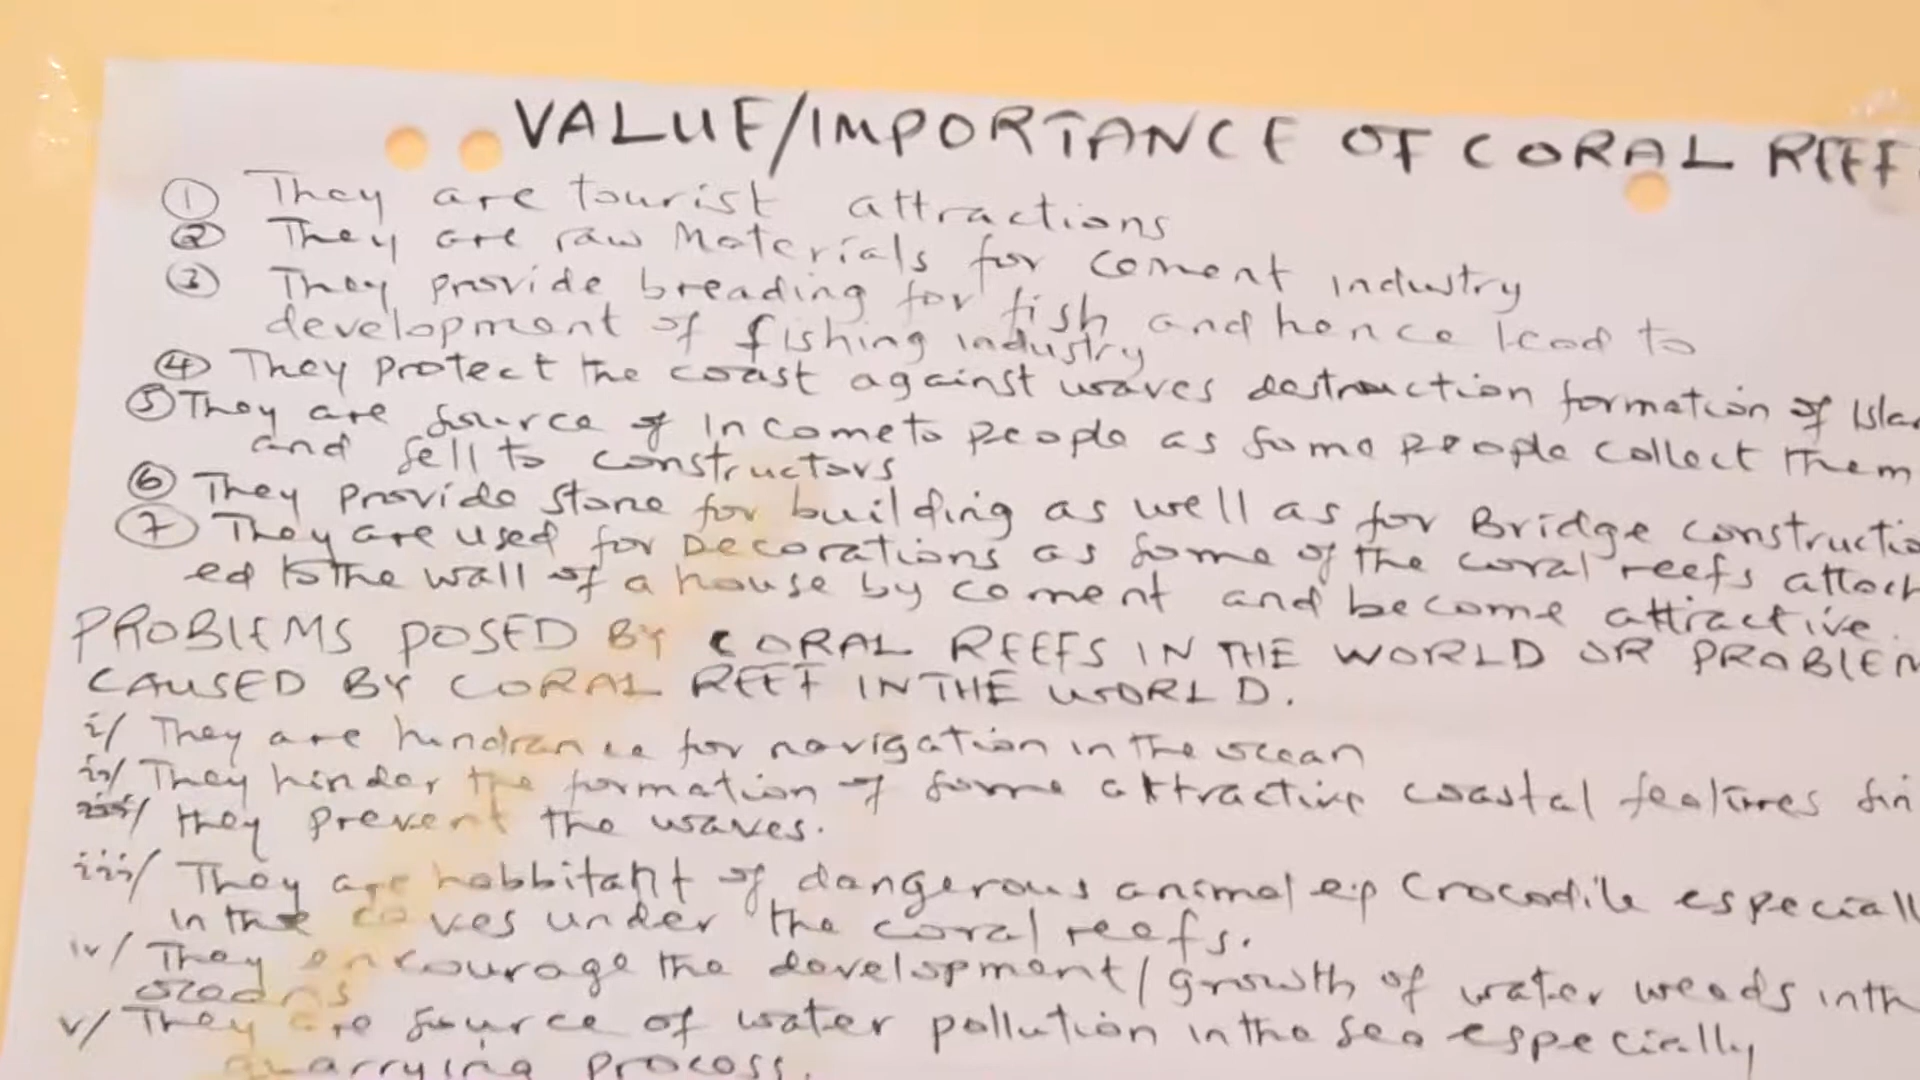 VALUE/IMPORTANCE OF CORAL REEF
① They are tourist attractions
② They are raw Materials for cement industry
③ They provide breading for fish and hence lead to
development of fishing industry
④ They protect the coast against waves destruction formation of Islan
⑤ They are source of income to people as some people collect them
and sell to constructors
⑥ They provide stone for building as well as for Bridge constructio
⑦ They are used for Decorations as some of the coral reefs attach
ed to the wall of a house by cement and become attractive.
PROBLEMS POSED BY CORAL REEFS IN THE WORLD OR PROBLEM
CAUSED BY CORAL REEF IN THE WORLD.
i/ They are hindrance for navigation in the ocean
ii/ They hinder the formation of some attractive coastal features sin
they prevent the waves.
iii/ They are habbitant of dangerous animal eg Crocodile especiall
in the caves under the coral reefs.
iv/ They encourage the development/growth of water weeds in th
v/ They are source of water pollution in the sea especially
quarrying process.